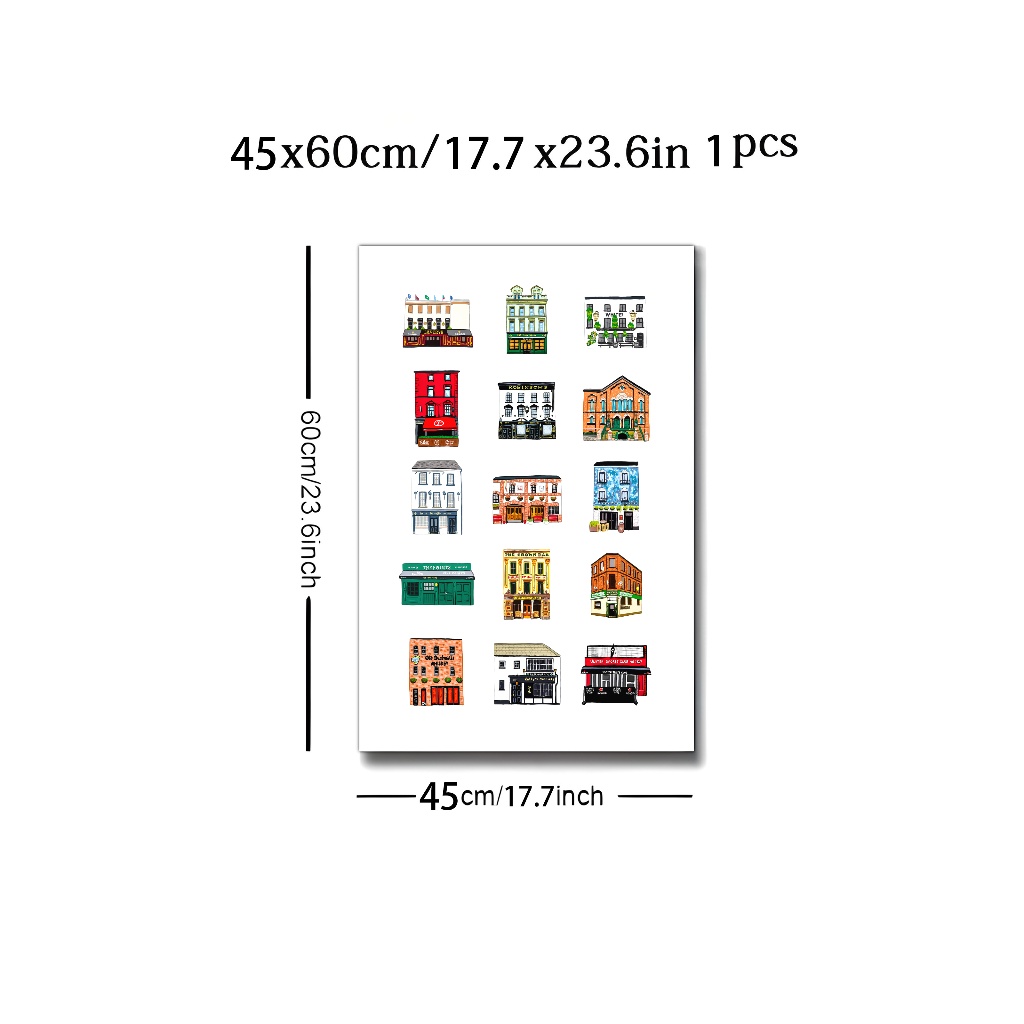 45x60cm/17.7 x23.6in 1pcs
60cm/23.6inch
ROBINSON'S
THE CROWN BAR
45cm/17.7inch